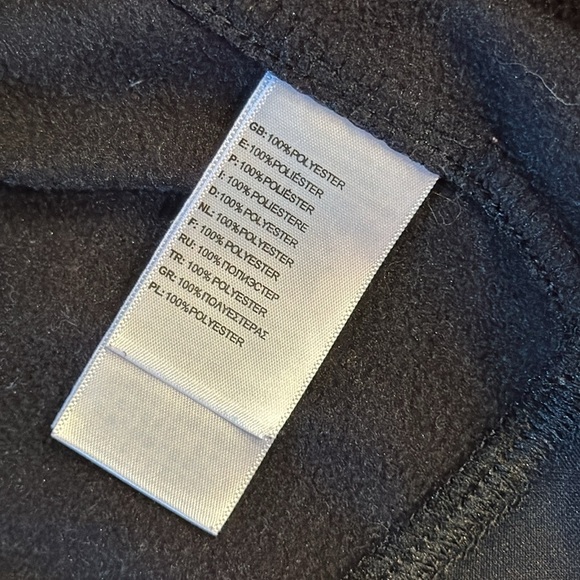 GB: 100%POLYESTER
E: 100%POLIÉSTER
P: 100%POLIÉSTER
I: 100%POLIESTERE
D: 100%POLYESTER
NL: 100%POLYESTER
F: 100% POLYESTER
RU: 100% ПОЛИЭСТЕР
TR: 100% POLYESTER
GR: 100%ΠΟΛΥΕΣΤΕΡΑΣ
PL: 100%POLYESTER